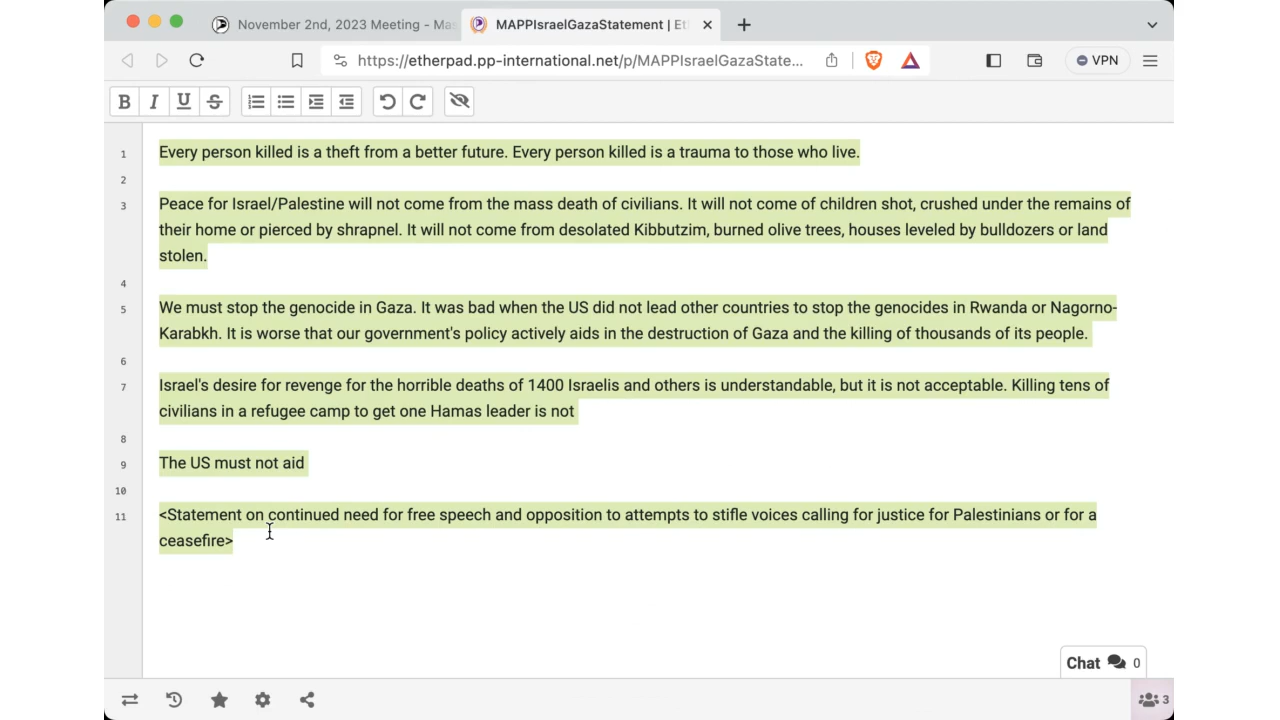 November 2nd, 2023 Meeting - Mas
MAPPIsraelGazaStatement | Et
https://etherpad.pp-international.net/p/MAPPIsraelGazaState...
VPN
B I U S
1 Every person killed is a theft from a better future. Every person killed is a trauma to those who live.
2
3 Peace for Israel/Palestine will not come from the mass death of civilians. It will not come of children shot, crushed under the remains of
their home or pierced by shrapnel. It will not come from desolated Kibbutzim, burned olive trees, houses leveled by bulldozers or land
stolen.
4
5 We must stop the genocide in Gaza. It was bad when the US did not lead other countries to stop the genocides in Rwanda or Nagorno-
Karabkh. It is worse that our government's policy actively aids in the destruction of Gaza and the killing of thousands of its people.
6
7 Israel's desire for revenge for the horrible deaths of 1400 Israelis and others is understandable, but it is not acceptable. Killing tens of
civilians in a refugee camp to get one Hamas leader is not
8
9 The US must not aid
10
11 <Statement on continued need for free speech and opposition to attempts to stifle voices calling for justice for Palestinians or for a
ceasefire>
Chat 0
3